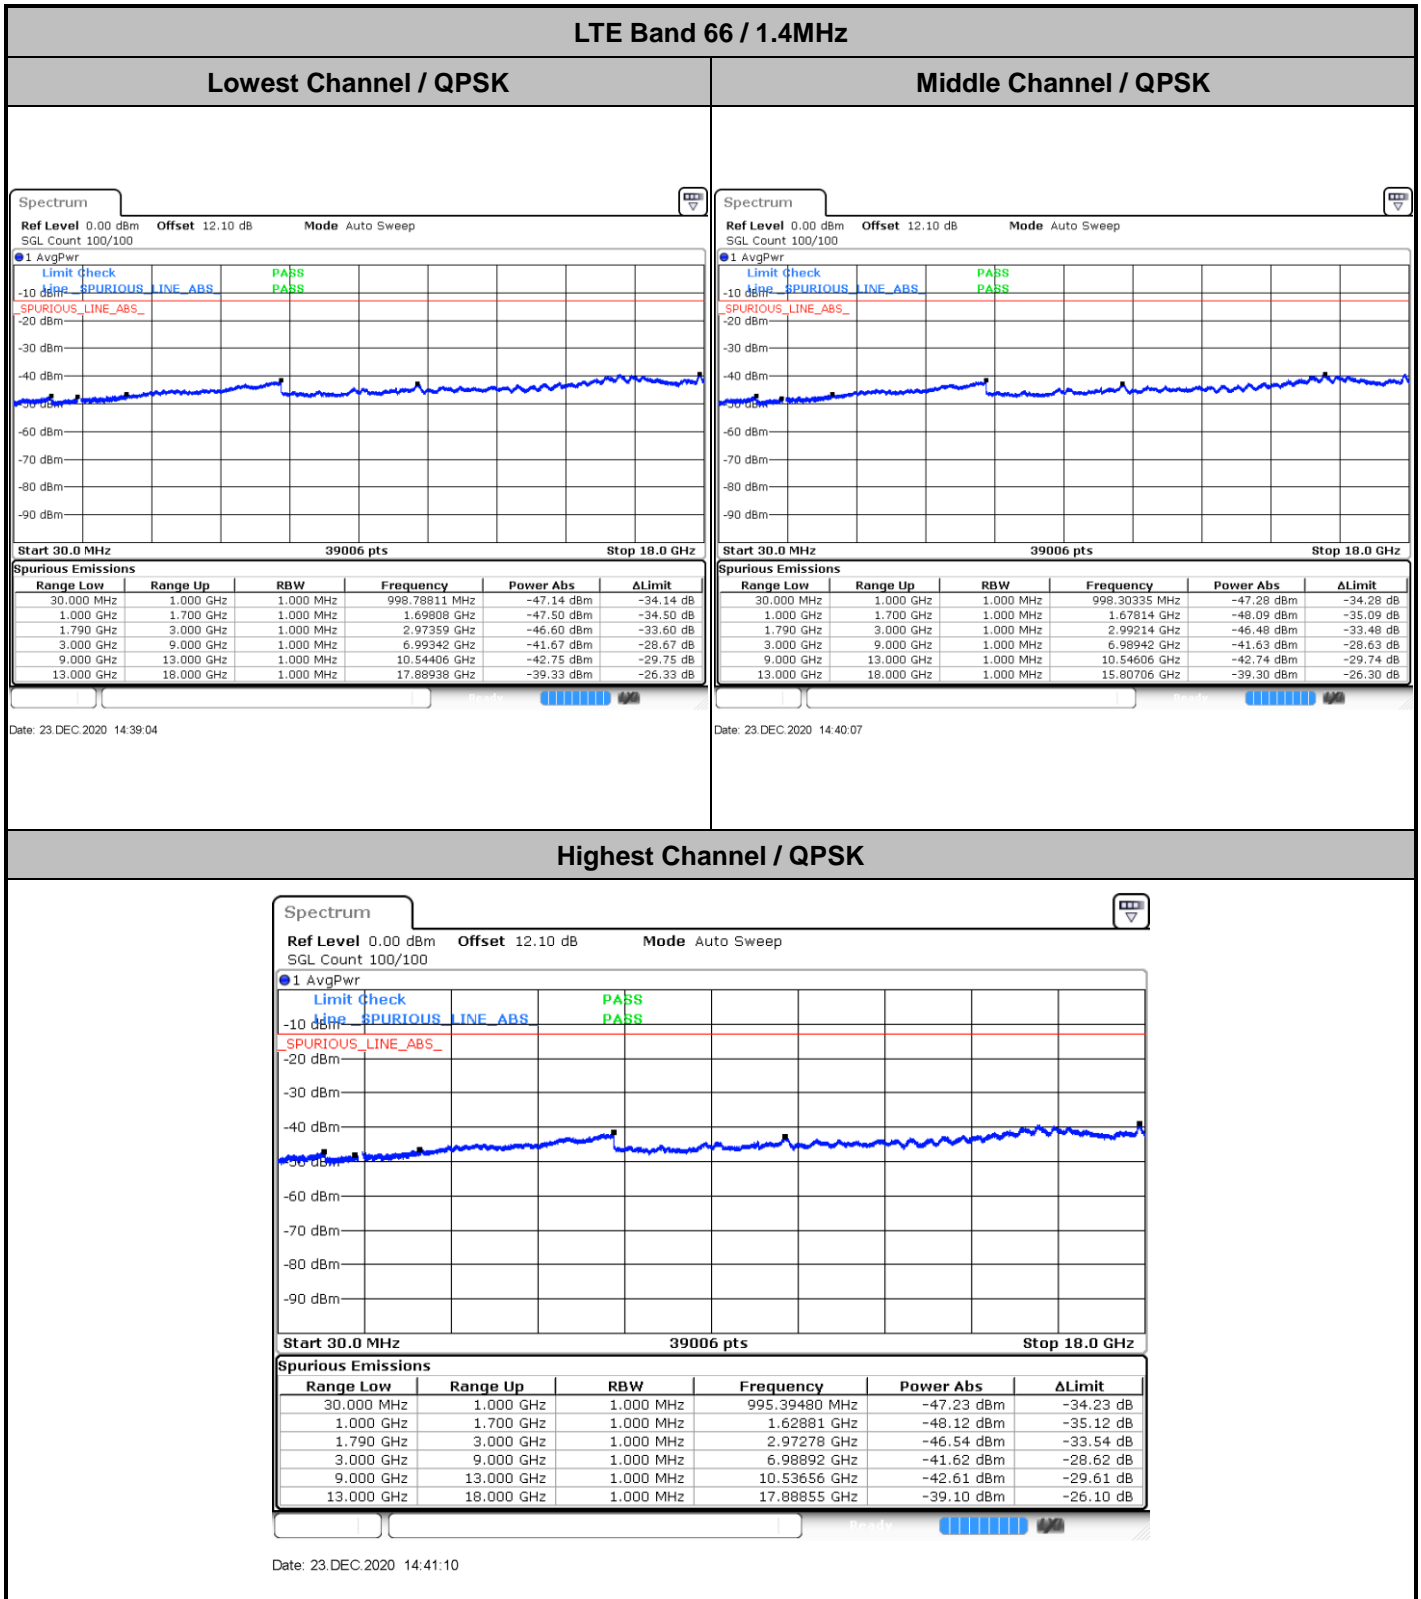 LTE Band 66 / 1.4MHz
Lowest Channel / QPSK
Middle Channel / QPSK
Spectrum
Ref Level 0.00 dBm Offset 12.10 dB Mode Auto Sweep
SGL Count 100/100
1 AvgPwr
Limit Check PASS
Line _SPURIOUS_LINE_ABS_ PASS
-10 dBm
_SPURIOUS_LINE_ABS_
-20 dBm
-30 dBm
-40 dBm
-50 dBm
-60 dBm
-70 dBm
-80 dBm
-90 dBm
Start 30.0 MHz 39006 pts Stop 18.0 GHz
Spurious Emissions
Range Low Range Up RBW Frequency Power Abs ΔLimit
30.000 MHz 1.000 GHz 1.000 MHz 998.78811 MHz -47.14 dBm -34.14 dB
1.000 GHz 1.700 GHz 1.000 MHz 1.69808 GHz -47.50 dBm -34.50 dB
1.790 GHz 3.000 GHz 1.000 MHz 2.97359 GHz -46.60 dBm -33.60 dB
3.000 GHz 9.000 GHz 1.000 MHz 6.99342 GHz -41.67 dBm -28.67 dB
9.000 GHz 13.000 GHz 1.000 MHz 10.54406 GHz -42.75 dBm -29.75 dB
13.000 GHz 18.000 GHz 1.000 MHz 17.88938 GHz -39.33 dBm -26.33 dB
Ready
Date: 23.DEC.2020 14:39:04
Spectrum
Ref Level 0.00 dBm Offset 12.10 dB Mode Auto Sweep
SGL Count 100/100
1 AvgPwr
Limit Check PASS
Line _SPURIOUS_LINE_ABS_ PASS
-10 dBm
_SPURIOUS_LINE_ABS_
-20 dBm
-30 dBm
-40 dBm
-50 dBm
-60 dBm
-70 dBm
-80 dBm
-90 dBm
Start 30.0 MHz 39006 pts Stop 18.0 GHz
Spurious Emissions
Range Low Range Up RBW Frequency Power Abs ΔLimit
30.000 MHz 1.000 GHz 1.000 MHz 998.30335 MHz -47.28 dBm -34.28 dB
1.000 GHz 1.700 GHz 1.000 MHz 1.67814 GHz -48.09 dBm -35.09 dB
1.790 GHz 3.000 GHz 1.000 MHz 2.99214 GHz -46.48 dBm -33.48 dB
3.000 GHz 9.000 GHz 1.000 MHz 6.98942 GHz -41.63 dBm -28.63 dB
9.000 GHz 13.000 GHz 1.000 MHz 10.54606 GHz -42.74 dBm -29.74 dB
13.000 GHz 18.000 GHz 1.000 MHz 15.80706 GHz -39.30 dBm -26.30 dB
Ready
Date: 23.DEC.2020 14:40:07
Highest Channel / QPSK
Spectrum
Ref Level 0.00 dBm Offset 12.10 dB Mode Auto Sweep
SGL Count 100/100
1 AvgPwr
Limit Check PASS
Line _SPURIOUS_LINE_ABS_ PASS
-10 dBm
_SPURIOUS_LINE_ABS_
-20 dBm
-30 dBm
-40 dBm
-50 dBm
-60 dBm
-70 dBm
-80 dBm
-90 dBm
Start 30.0 MHz 39006 pts Stop 18.0 GHz
Spurious Emissions
Range Low Range Up RBW Frequency Power Abs ΔLimit
30.000 MHz 1.000 GHz 1.000 MHz 995.39480 MHz -47.23 dBm -34.23 dB
1.000 GHz 1.700 GHz 1.000 MHz 1.62881 GHz -48.12 dBm -35.12 dB
1.790 GHz 3.000 GHz 1.000 MHz 2.97278 GHz -46.54 dBm -33.54 dB
3.000 GHz 9.000 GHz 1.000 MHz 6.98892 GHz -41.62 dBm -28.62 dB
9.000 GHz 13.000 GHz 1.000 MHz 10.53656 GHz -42.61 dBm -29.61 dB
13.000 GHz 18.000 GHz 1.000 MHz 17.88855 GHz -39.10 dBm -26.10 dB
Ready
Date: 23.DEC.2020 14:41:10